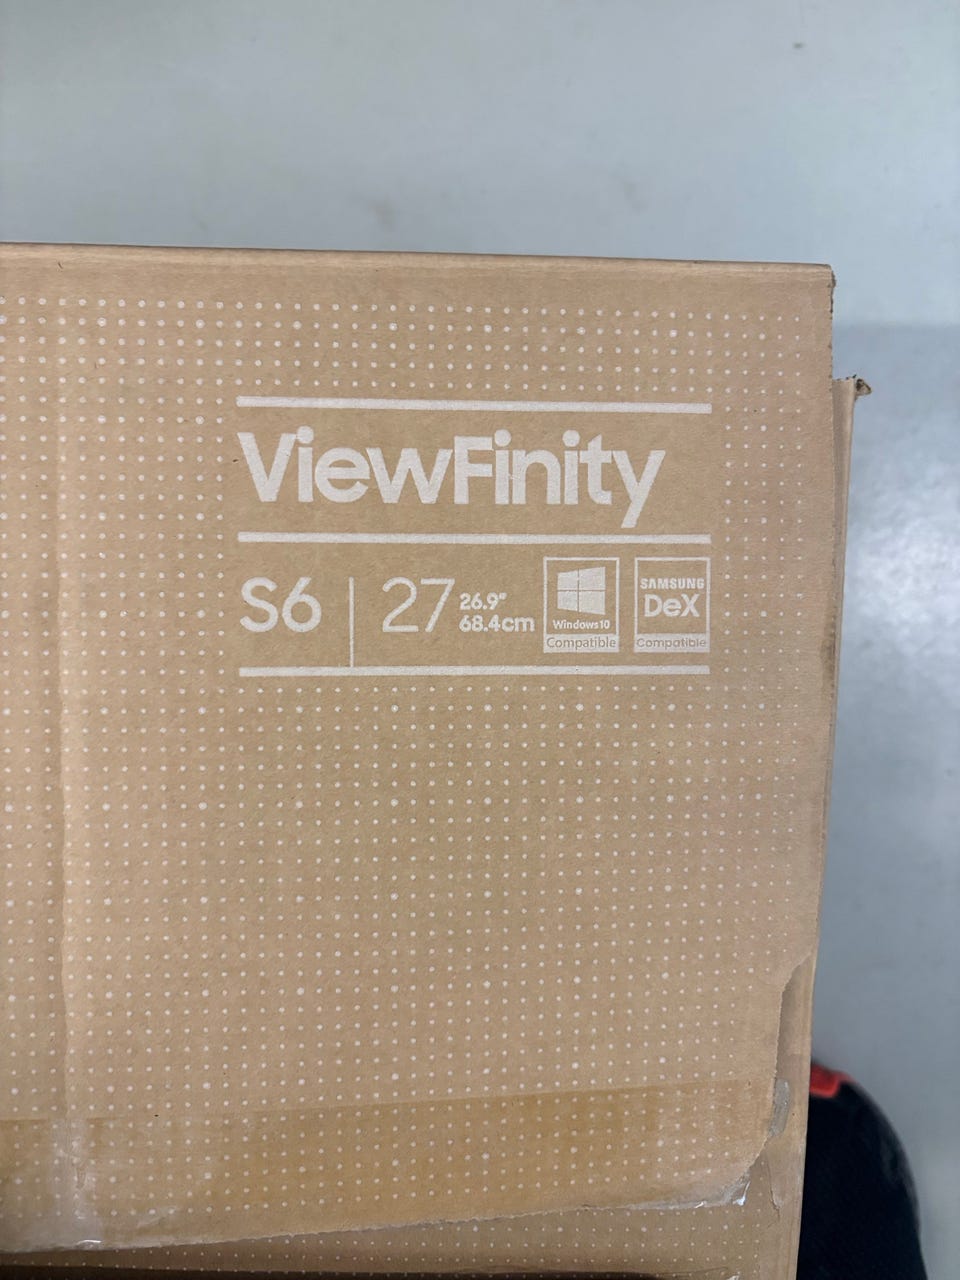 ViewFinity
S6 27 26.9"
68.4cm
Windows10
Compatible
SAMSUNG
DeX
Compatible